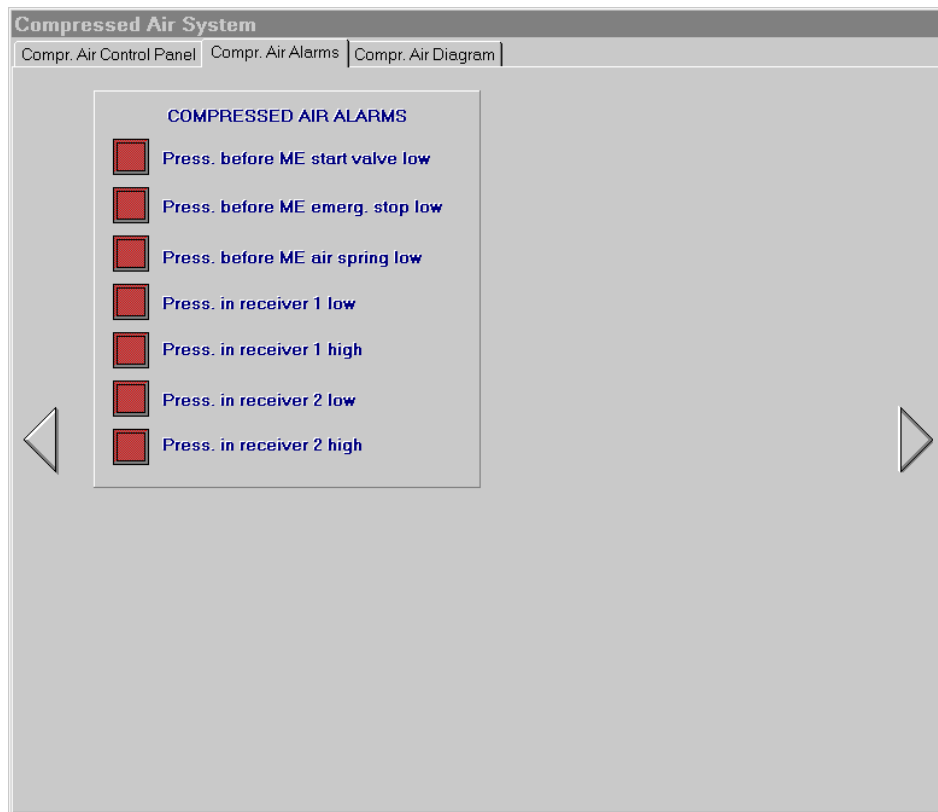 Compressed Air System
Compr. Air Control Panel Compr. Air Alarms Compr. Air Diagram
COMPRESSED AIR ALARMS
Press. before ME start valve low
Press. before ME emerg. stop low
Press. before ME air spring low
Press. in receiver 1 low
Press. in receiver 1 high
Press. in receiver 2 low
Press. in receiver 2 high